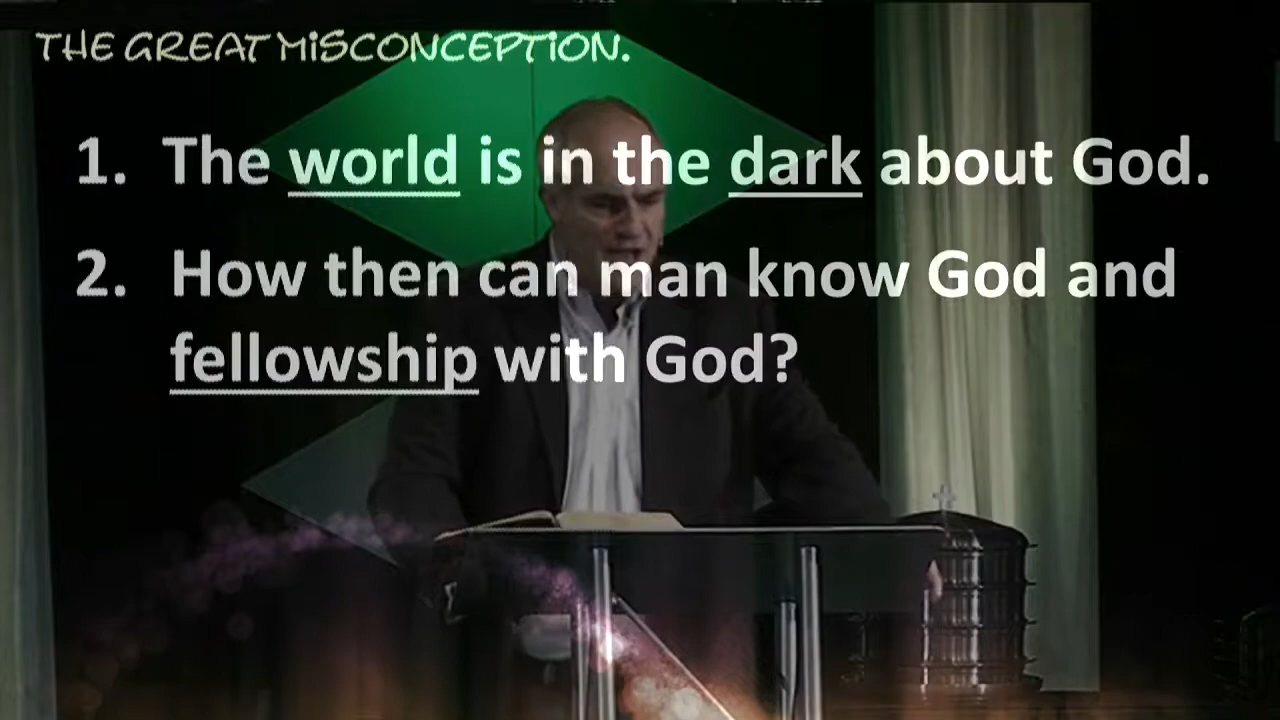 THE GREAT MISCONCEPTION.
1. The world is in the dark about God.
2. How then can man know God and
fellowship with God?